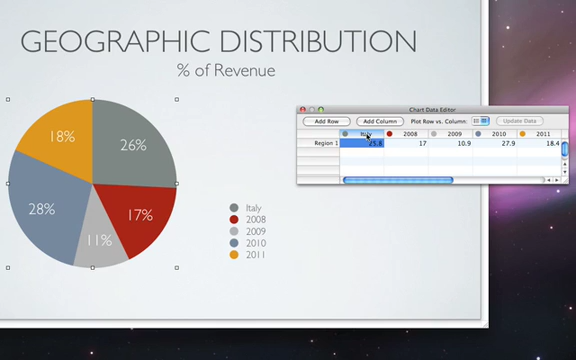 GEOGRAPHIC DISTRIBUTION
% of Revenue
Chart Data Editor
Add Row Add Column Plot Row vs. Column: Update Data
Italy 2008 2009 2010 2011
Region 1 25.8 17 10.9 27.9 18.4
18%
26%
28%
17%
11%
Italy
2008
2009
2010
2011